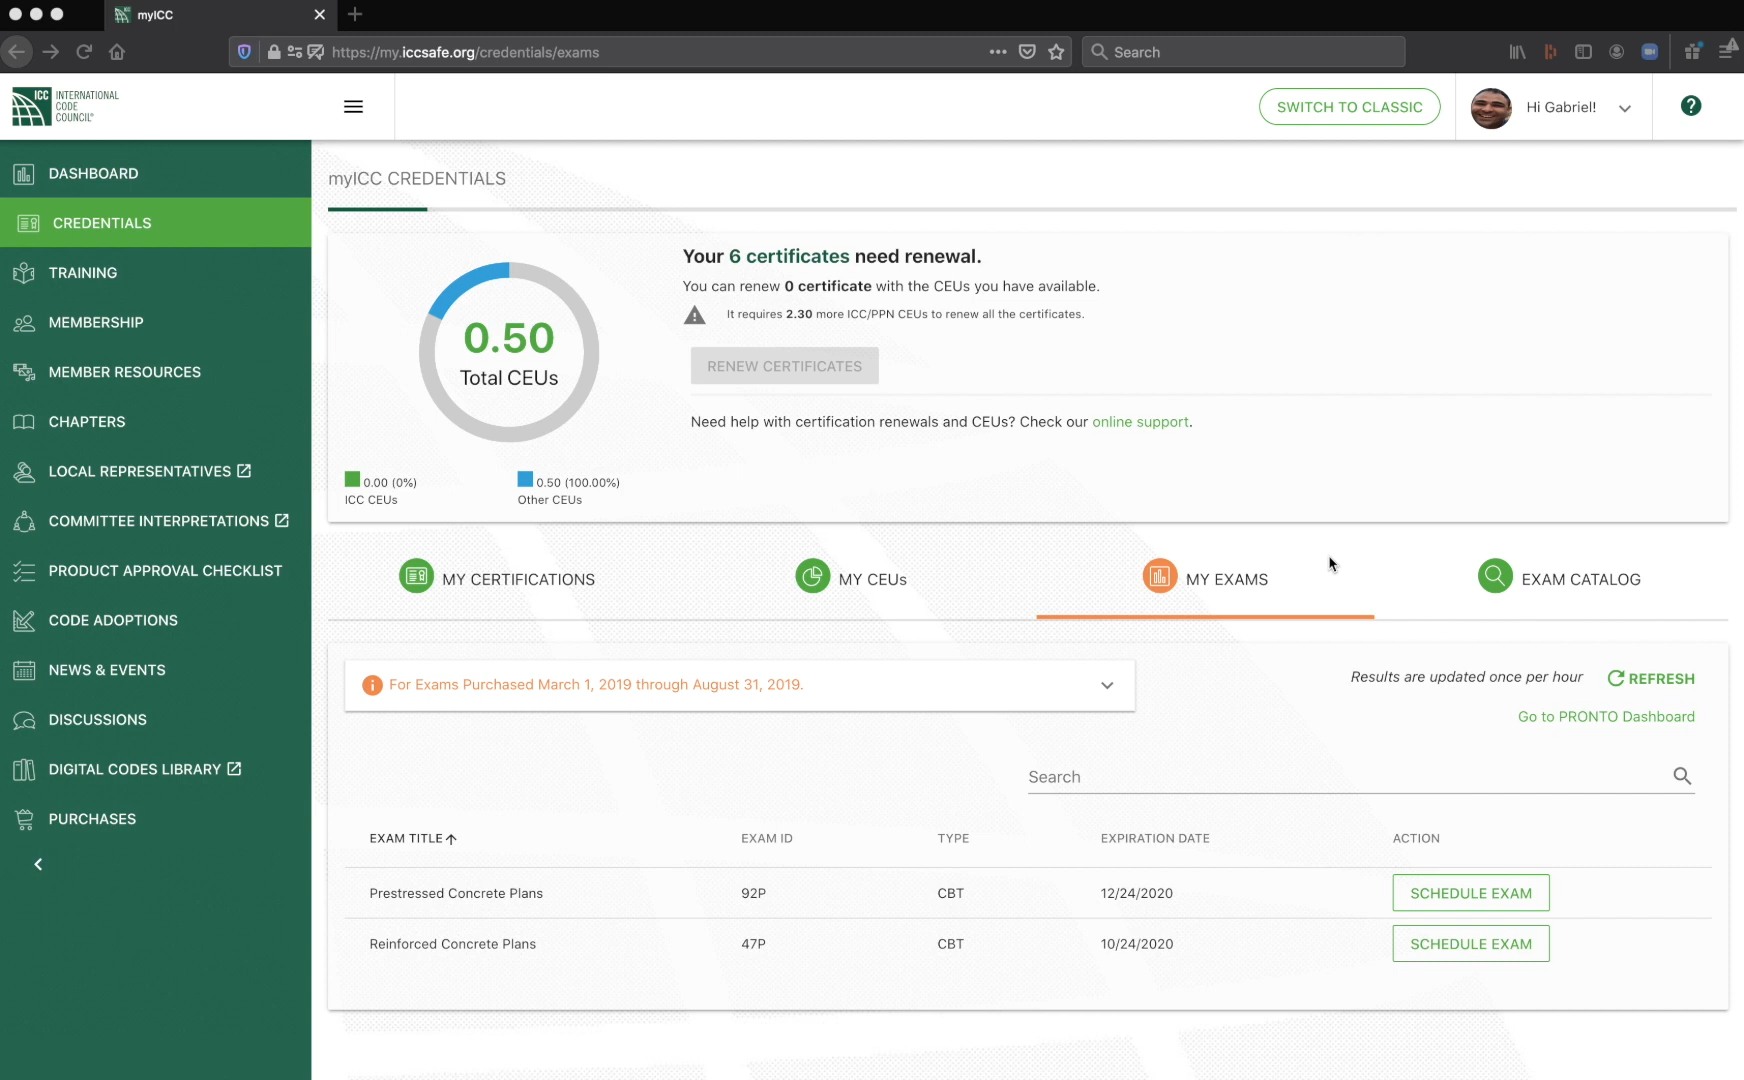 myICC
https://my.iccsafe.org/credentials/exams
Search
ICC INTERNATIONAL
CODE
COUNCIL®
SWITCH TO CLASSIC
Hi Gabriel!
?
DASHBOARD
CREDENTIALS
TRAINING
MEMBERSHIP
MEMBER RESOURCES
CHAPTERS
LOCAL REPRESENTATIVES
COMMITTEE INTERPRETATIONS
PRODUCT APPROVAL CHECKLIST
CODE ADOPTIONS
NEWS & EVENTS
DISCUSSIONS
DIGITAL CODES LIBRARY
PURCHASES
myICC CREDENTIALS
0.50
Total CEUs
0.00 (0%)
ICC CEUs
0.50 (100.00%)
Other CEUs
Your 6 certificates need renewal.
You can renew 0 certificate with the CEUs you have available.
It requires 2.30 more ICC/PPN CEUs to renew all the certificates.
RENEW CERTIFICATES
Need help with certification renewals and CEUs? Check our online support.
MY CERTIFICATIONS
MY CEUs
MY EXAMS
EXAM CATALOG
For Exams Purchased March 1, 2019 through August 31, 2019.
Results are updated once per hour
REFRESH
Go to PRONTO Dashboard
Search
EXAM TITLE EXAM ID TYPE EXPIRATION DATE ACTION
Prestressed Concrete Plans 92P CBT 12/24/2020 SCHEDULE EXAM
Reinforced Concrete Plans 47P CBT 10/24/2020 SCHEDULE EXAM